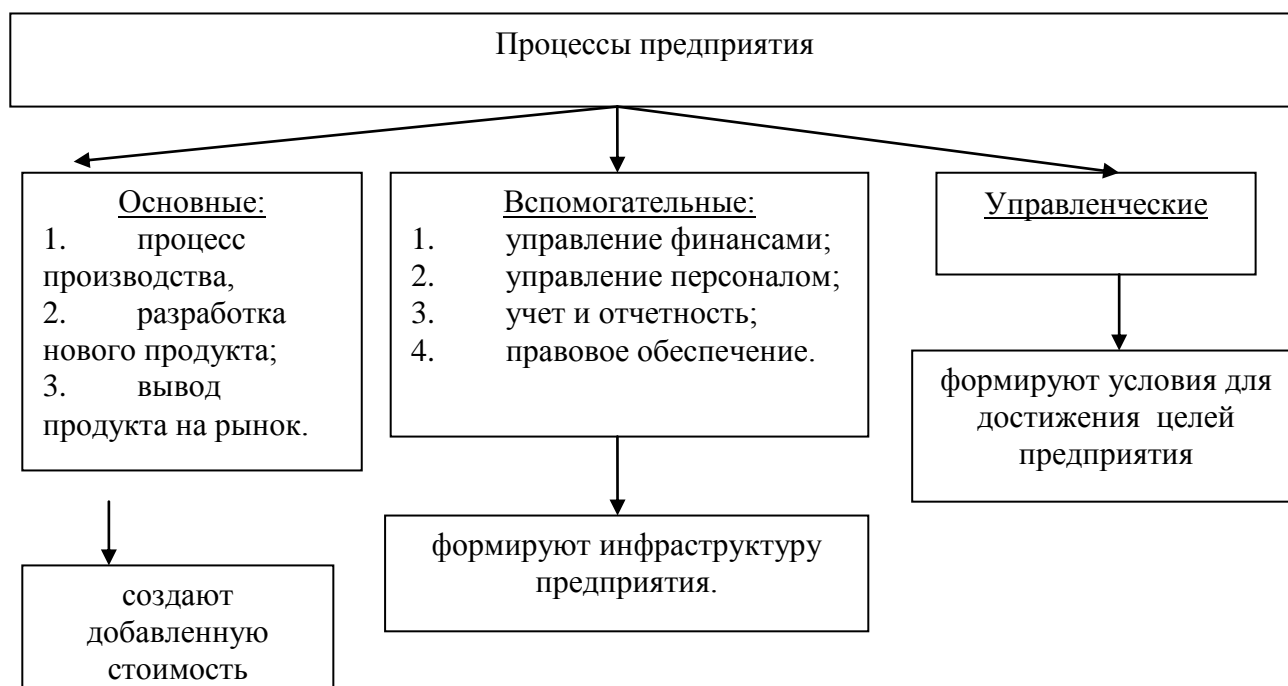 Процессы предприятия
Основные:
1. процесс
производства,
2. разработка
нового продукта;
3. вывод
продукта на рынок.
Вспомогательные:
1. управление финансами;
2. управление персоналом;
3. учет и отчетность;
4. правовое обеспечение.
Управленческие
формируют условия для
достижения целей
предприятия
формируют инфраструктуру
предприятия.
создают
добавленную
стоимость